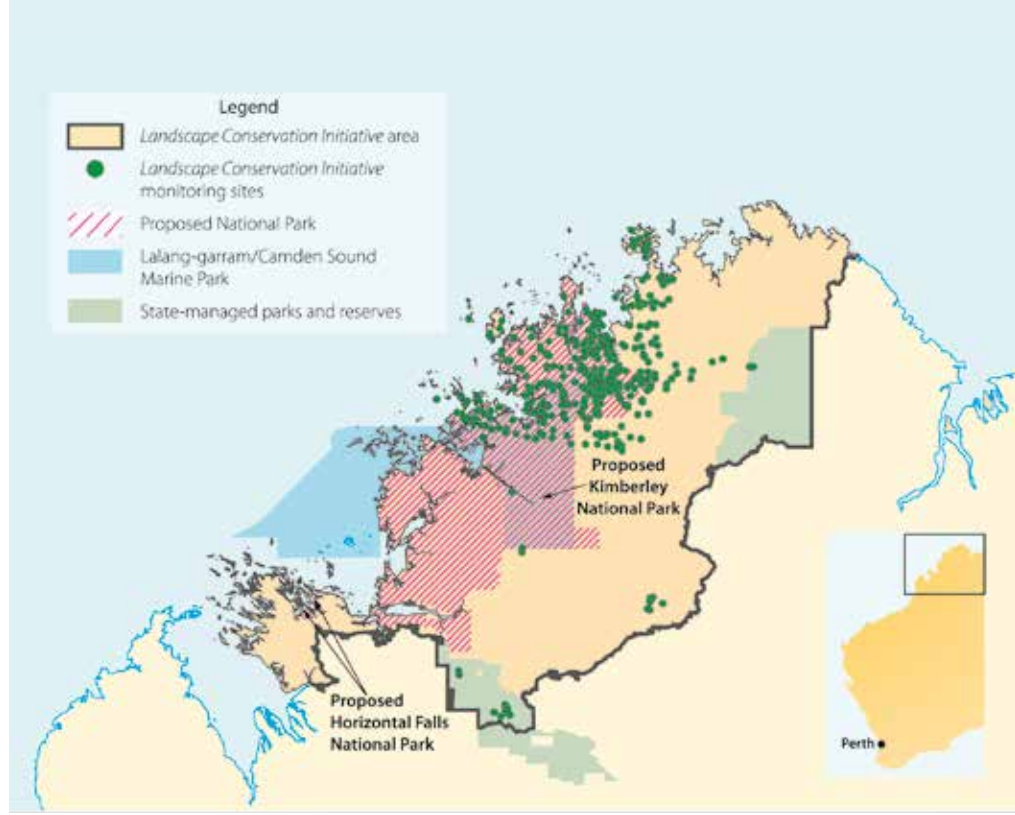 Legend
Landscape Conservation Initiative area
Landscape Conservation Initiative
monitoring sites
Proposed National Park
Lalang-garram/Camden Sound
Marine Park
State-managed parks and reserves
Proposed
Kimberley
National Park
Proposed
Horizontal Falls
National Park
Perth